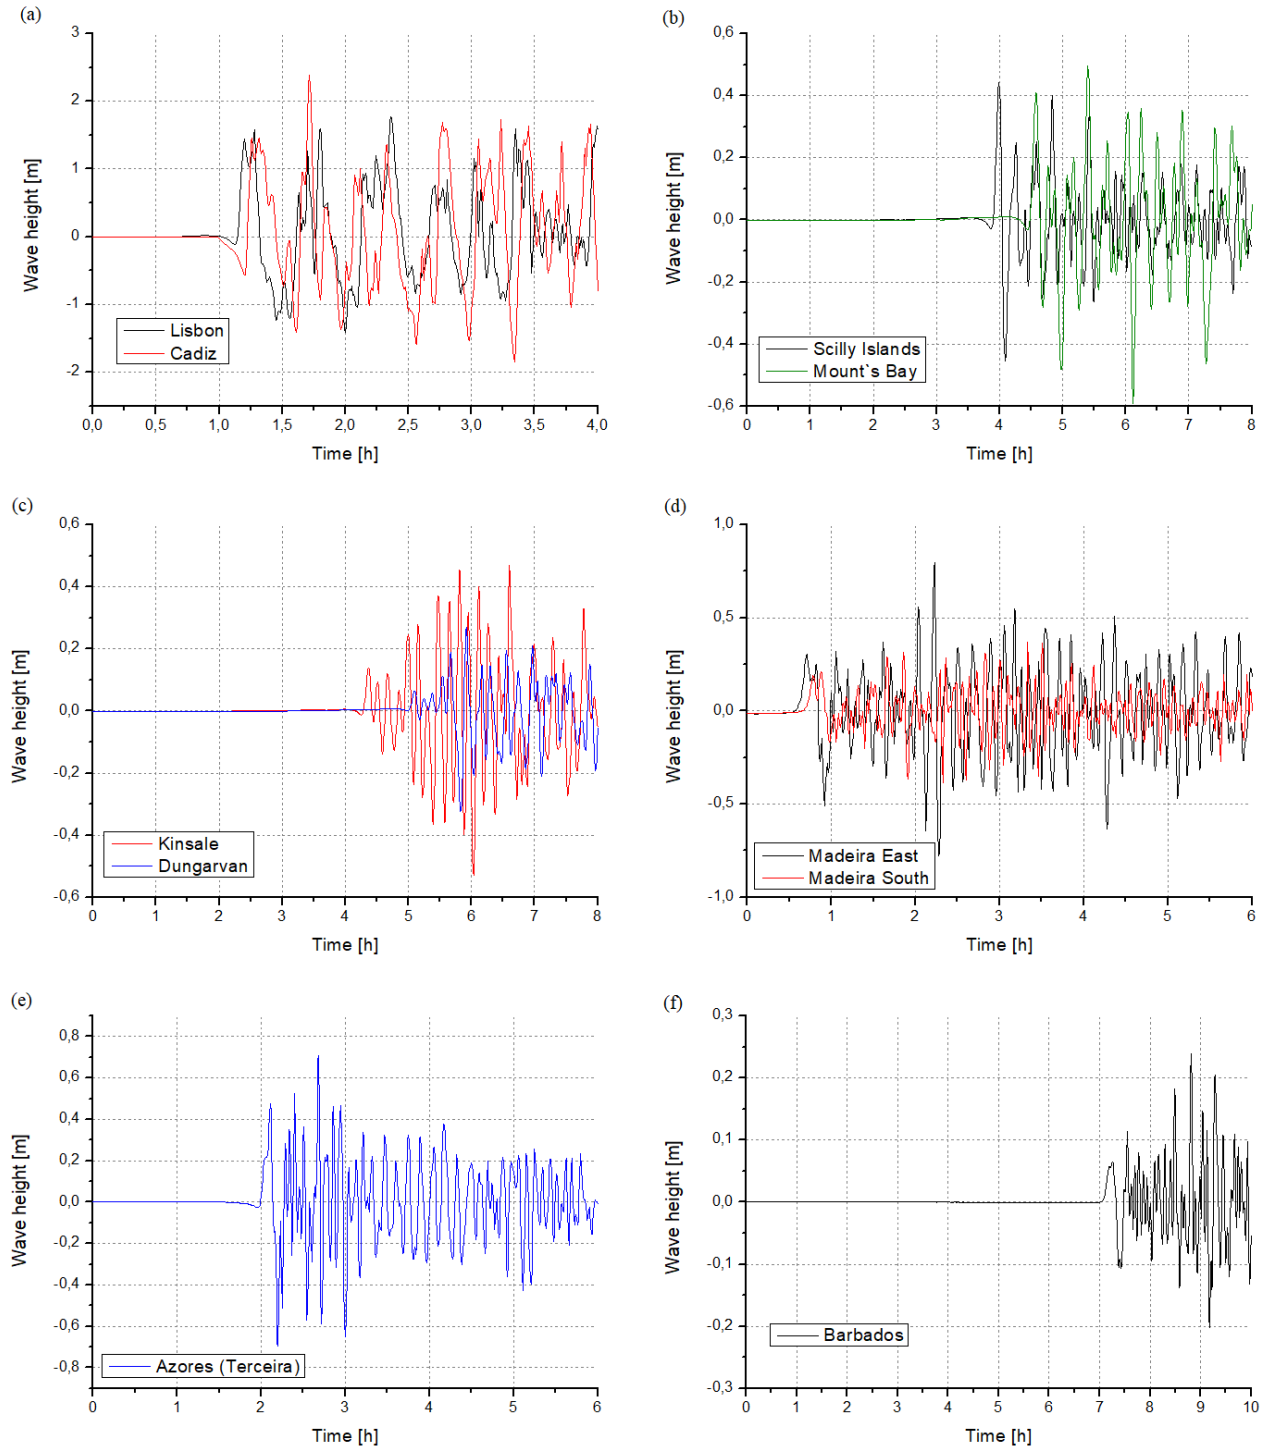 (a)
3
2
1
0
-1
-2
Wave height [m]
Lisbon
Cadiz
0,0 0,5 1,0 1,5 2,0 2,5 3,0 3,5 4,0
Time [h]
(b)
0,6
0,4
0,2
0,0
-0,2
-0,4
-0,6
Wave height [m]
Scilly Islands
Mount`s Bay
0 1 2 3 4 5 6 7 8
Time [h]
(c)
0,6
0,4
0,2
0,0
-0,2
-0,4
-0,6
Wave height [m]
Kinsale
Dungarvan
0 1 2 3 4 5 6 7 8
Time [h]
(d)
1,0
0,5
0,0
-0,5
-1,0
Wave height [m]
Madeira East
Madeira South
0 1 2 3 4 5 6
Time [h]
(e)
0,8
0,6
0,4
0,2
0,0
-0,2
-0,4
-0,6
-0,8
Wave height [m]
Azores (Terceira)
0 1 2 3 4 5 6
Time [h]
(f)
0,3
0,2
0,1
0,0
-0,1
-0,2
-0,3
Wave height [m]
Barbados
0 1 2 3 4 5 6 7 8 9 10
Time [h]